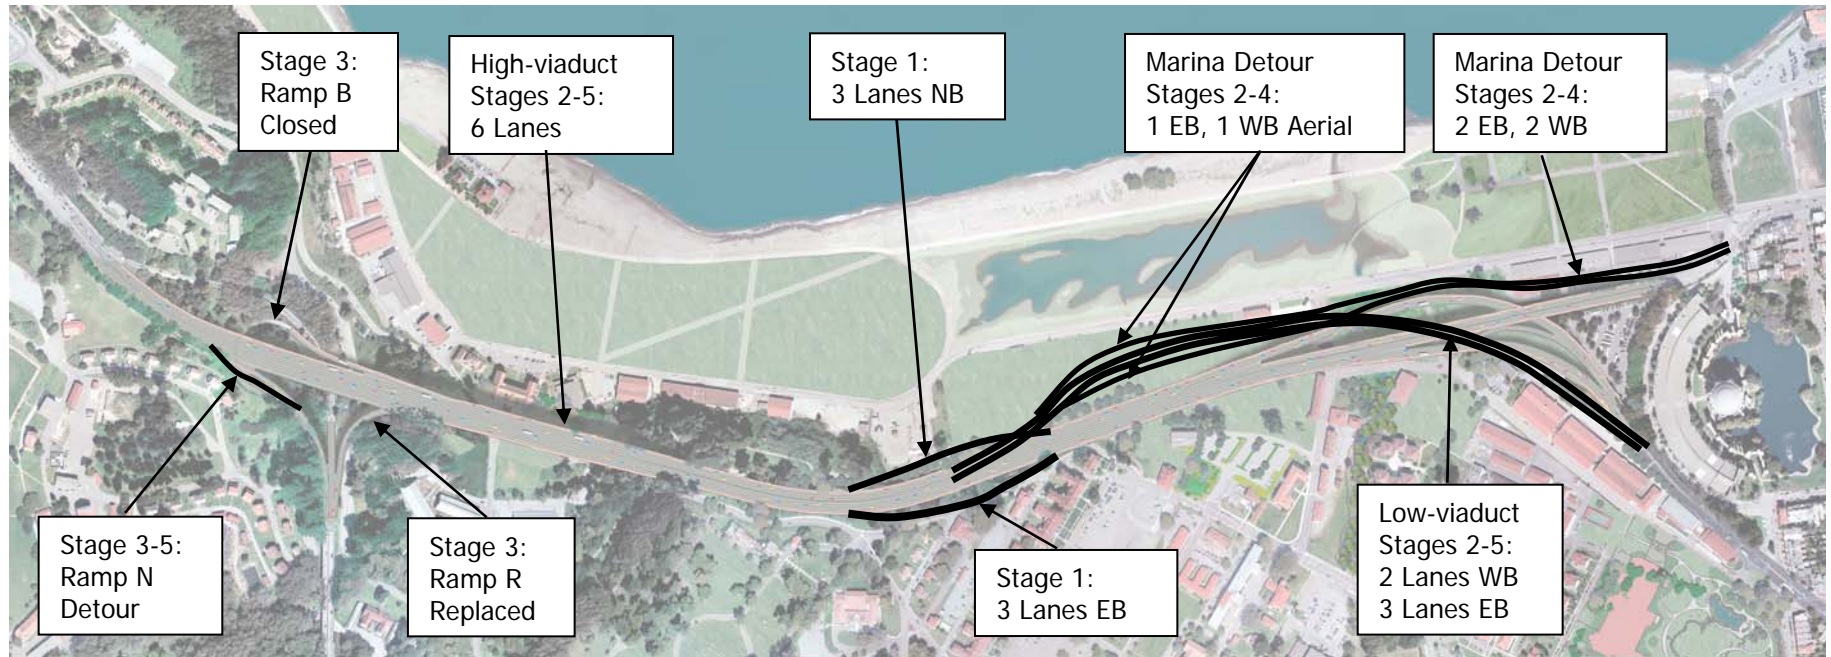 Stage 3:
Ramp B
Closed
High-viaduct
Stages 2-5:
6 Lanes
Stage 1:
3 Lanes NB
Marina Detour
Stages 2-4:
1 EB, 1 WB Aerial
Marina Detour
Stages 2-4:
2 EB, 2 WB
Stage 3-5:
Ramp N
Detour
Stage 3:
Ramp R
Replaced
Stage 1:
3 Lanes EB
Low-viaduct
Stages 2-5:
2 Lanes WB
3 Lanes EB